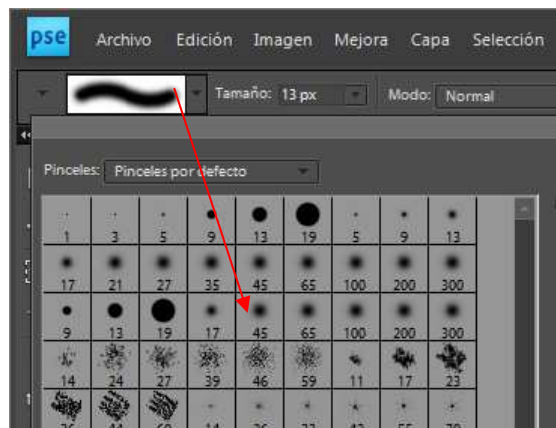 pse Archivo Edición Imagen Mejora Capa Selección
Tamaño: 13 px Modo: Normal
Pinceles: Pinceles por defecto
1 3 5 9 13 19 5 9 13
17 21 27 35 45 65 100 200 300
9 13 19 17 45 65 100 200 300
14 24 27 39 46 59 11 17 23